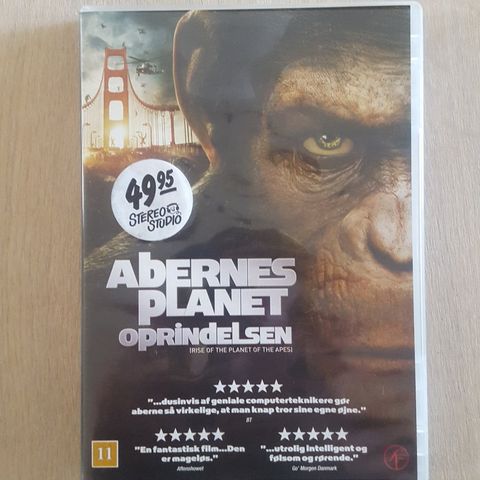 49.95
STEREO
STUDIO
AbERNES
PLANET
OPRINDELSEN
(RISE OF THE PLANET OF THE APES)
"...dusinvis af geniale computerteknikere gør
aberne så virkelige, at man knap tror sine egne øjne."
BT
"En fantastisk film...Den
er mageløs."
Aftenshowet
"...utrolig intelligent og
følsom og rørende."
Go' Morgen Danmark
11